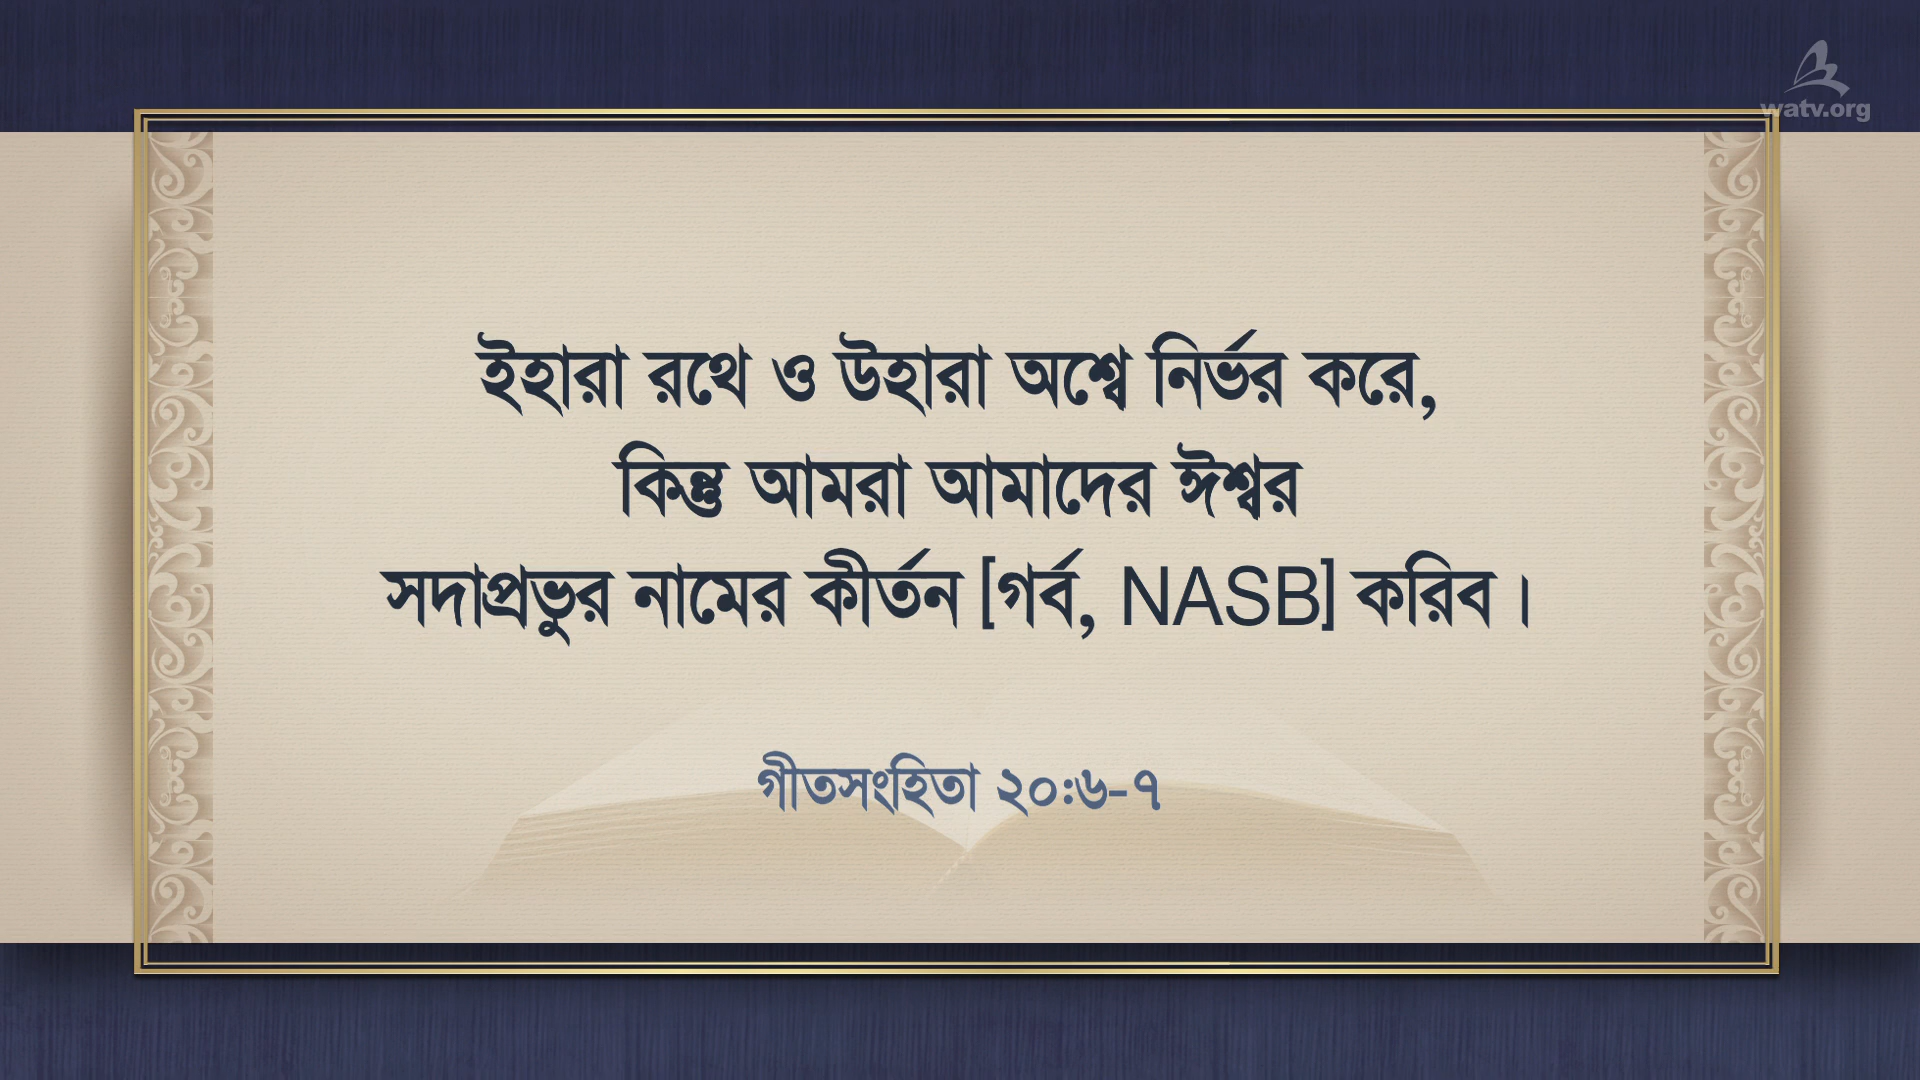 watv.org
ইহারা রথে ও উহারা অশ্বে নির্ভর করে,
কিন্তু আমরা আমাদের ঈশ্বর
সদাপ্রভুর নামের কীর্তন [গর্ব, NASB] করিব।
গীতসংহিতা ২০:৬-৭